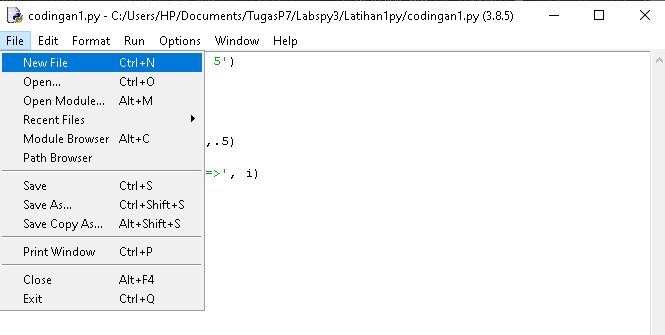 codingan1.py - C:/Users/HP/Documents/TugasP7/Labspy3/Latihan1py/codingan1.py (3.8.5)
File Edit Format Run Options Window Help
New File Ctrl+N 5')
Open... Ctrl+O
Open Module... Alt+M
Recent Files
Module Browser Alt+C ,.5)
Path Browser
=>', i)
Save Ctrl+S
Save As... Ctrl+Shift+S
Save Copy As... Alt+Shift+S
Print Window Ctrl+P
Close Alt+F4
Exit Ctrl+Q